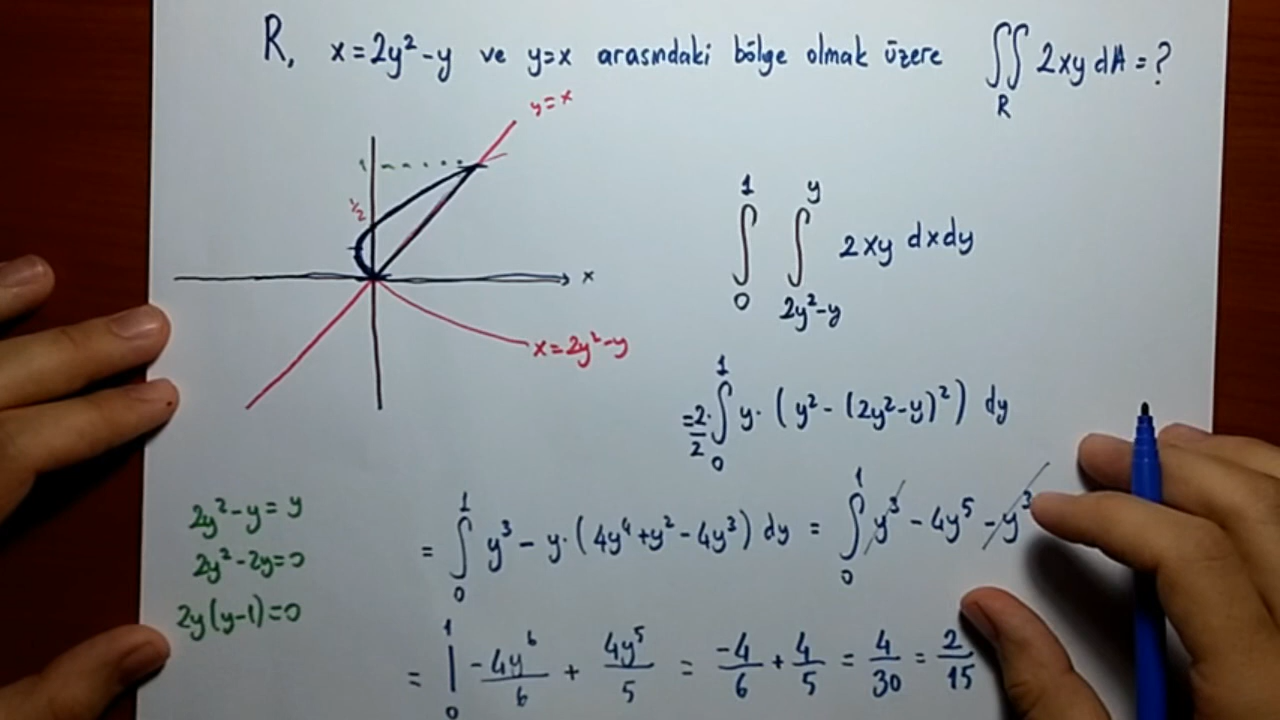 R, x=2y²-y ve y=x arasındaki bölge olmak üzere ∬_R 2xy dA=?
y=x
1
1/2
x
x=2y²-y
∫₀¹ ∫_{2y²-y}^{y} 2xy dxdy
=2/2·∫₀¹ y·(y²-(2y²-y)²) dy
2y²-y=y
2y²-2y=0
2y(y-1)=0
= ∫₀¹ y³-y·(4y⁴+y²-4y³) dy = ∫₀¹ y³-4y⁵-y³
= |₀¹ -4y⁶/6 + 4y⁵/5 = -4/6 + 4/5 = 4/30 = 2/15